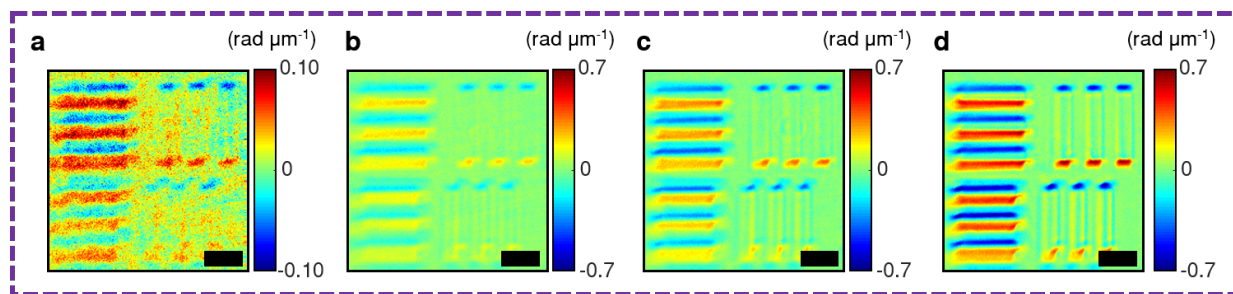 a (rad μm-1) b (rad μm-1) c (rad μm-1) d (rad μm-1)
0.10 0.7 0.7 0.7
0 0 0 0
-0.10 -0.7 -0.7 -0.7